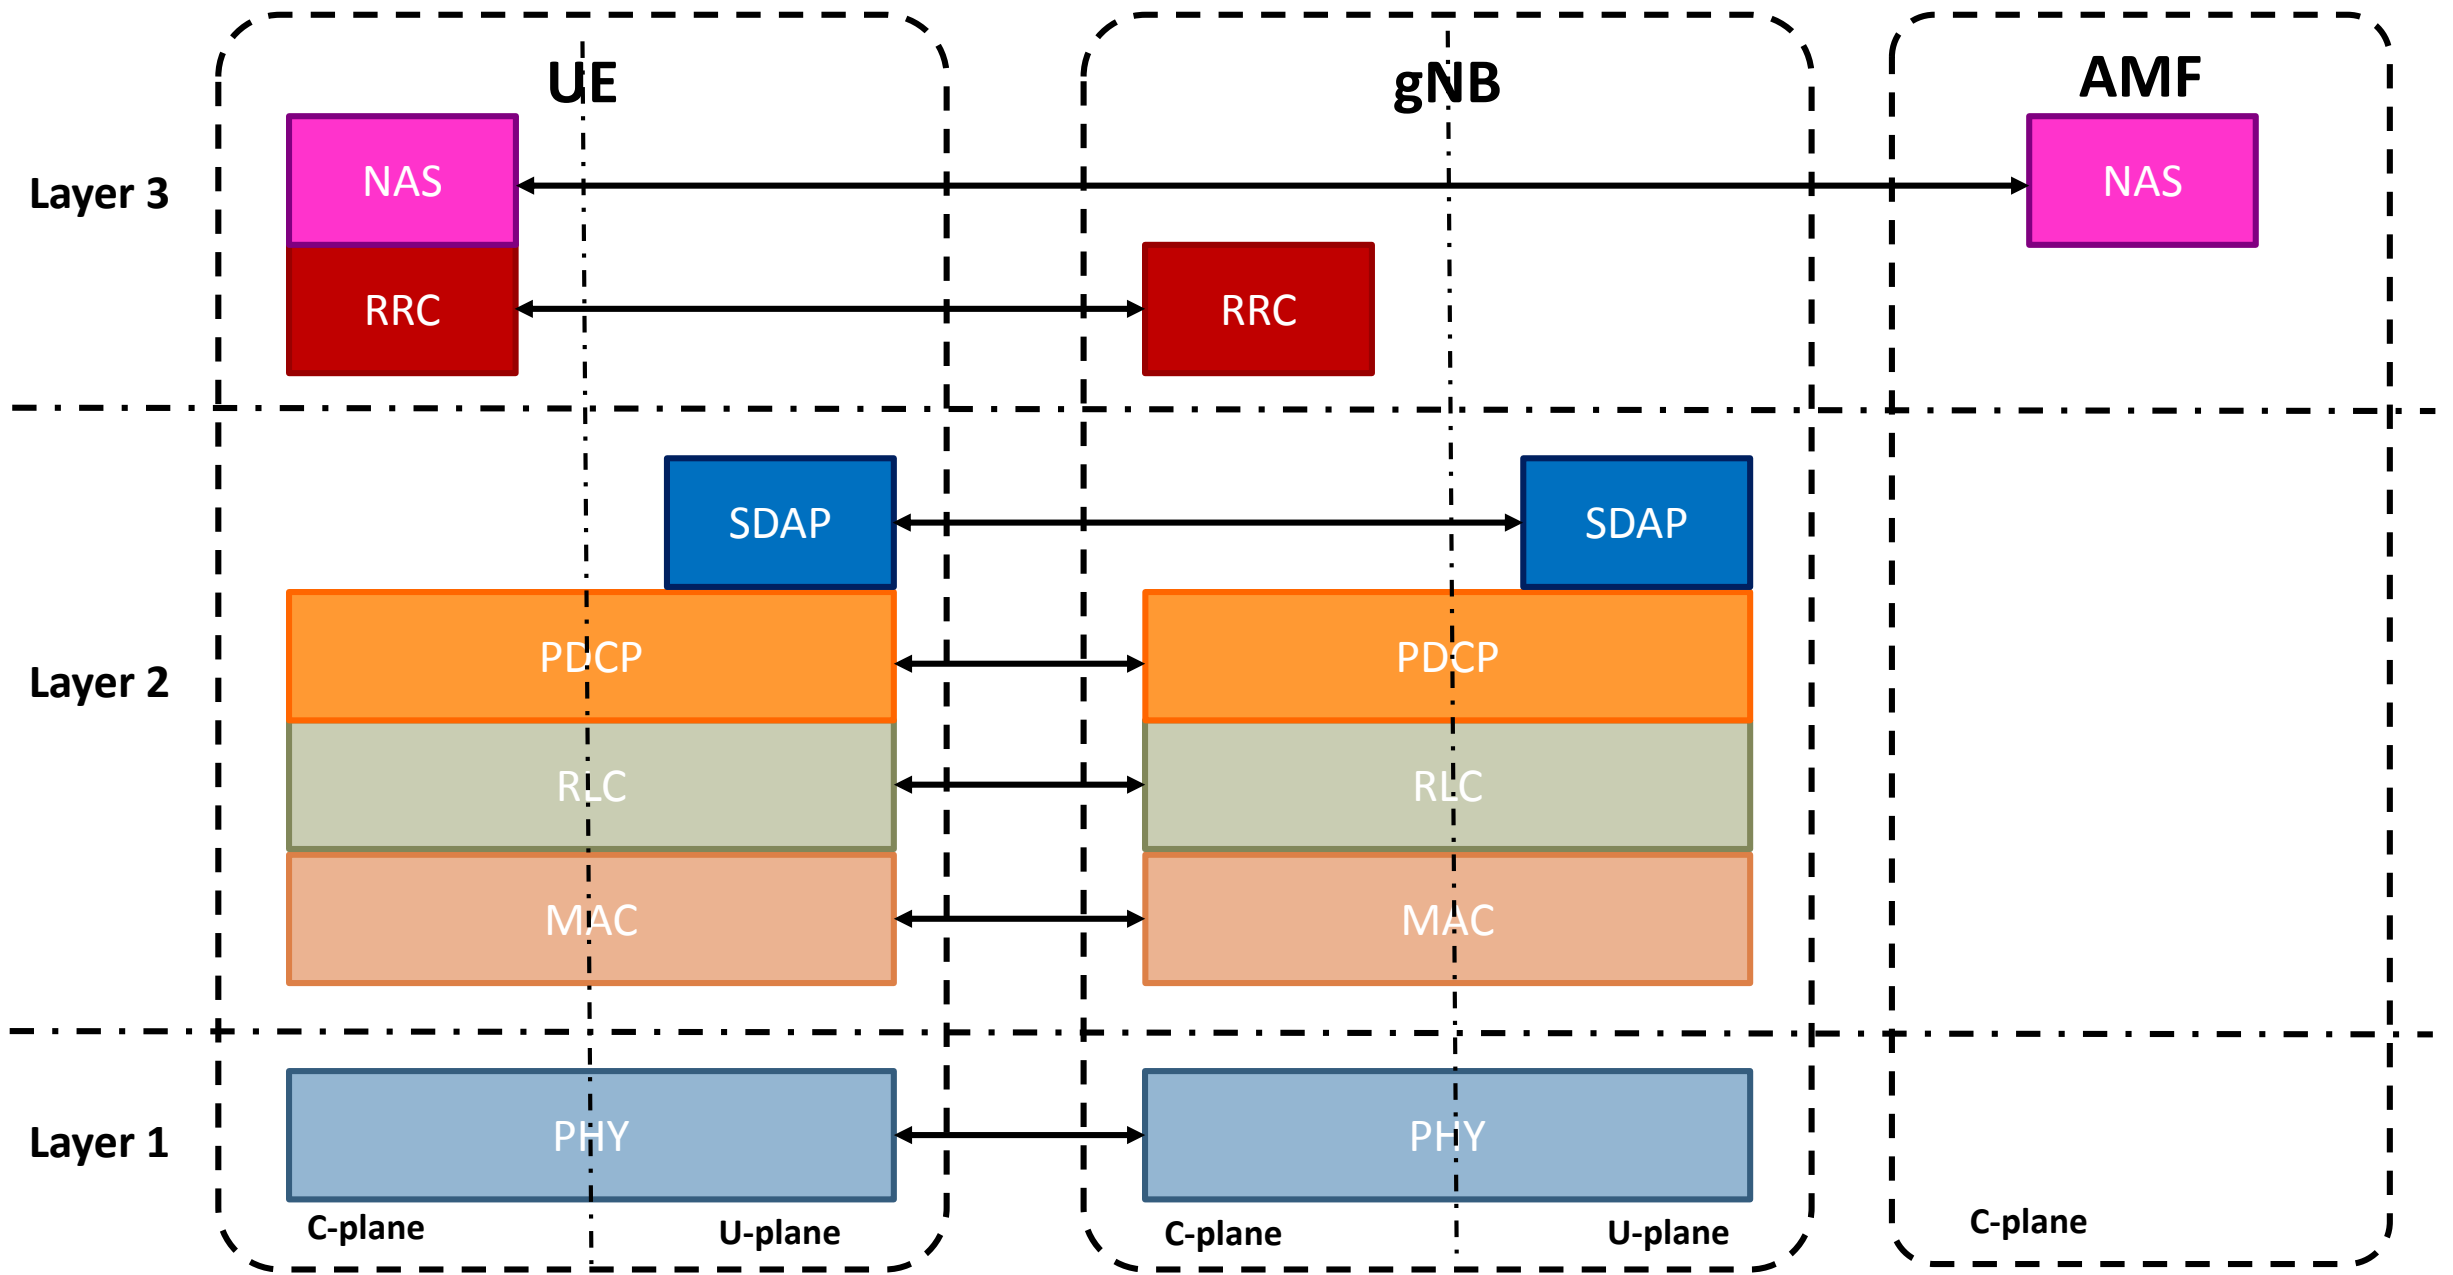 UE
gNB
AMF
Layer 3
NAS
NAS
RRC
RRC
SDAP
SDAP
Layer 2
PDCP
PDCP
RLC
RLC
MAC
MAC
Layer 1
PHY
PHY
C-plane
U-plane
C-plane
U-plane
C-plane